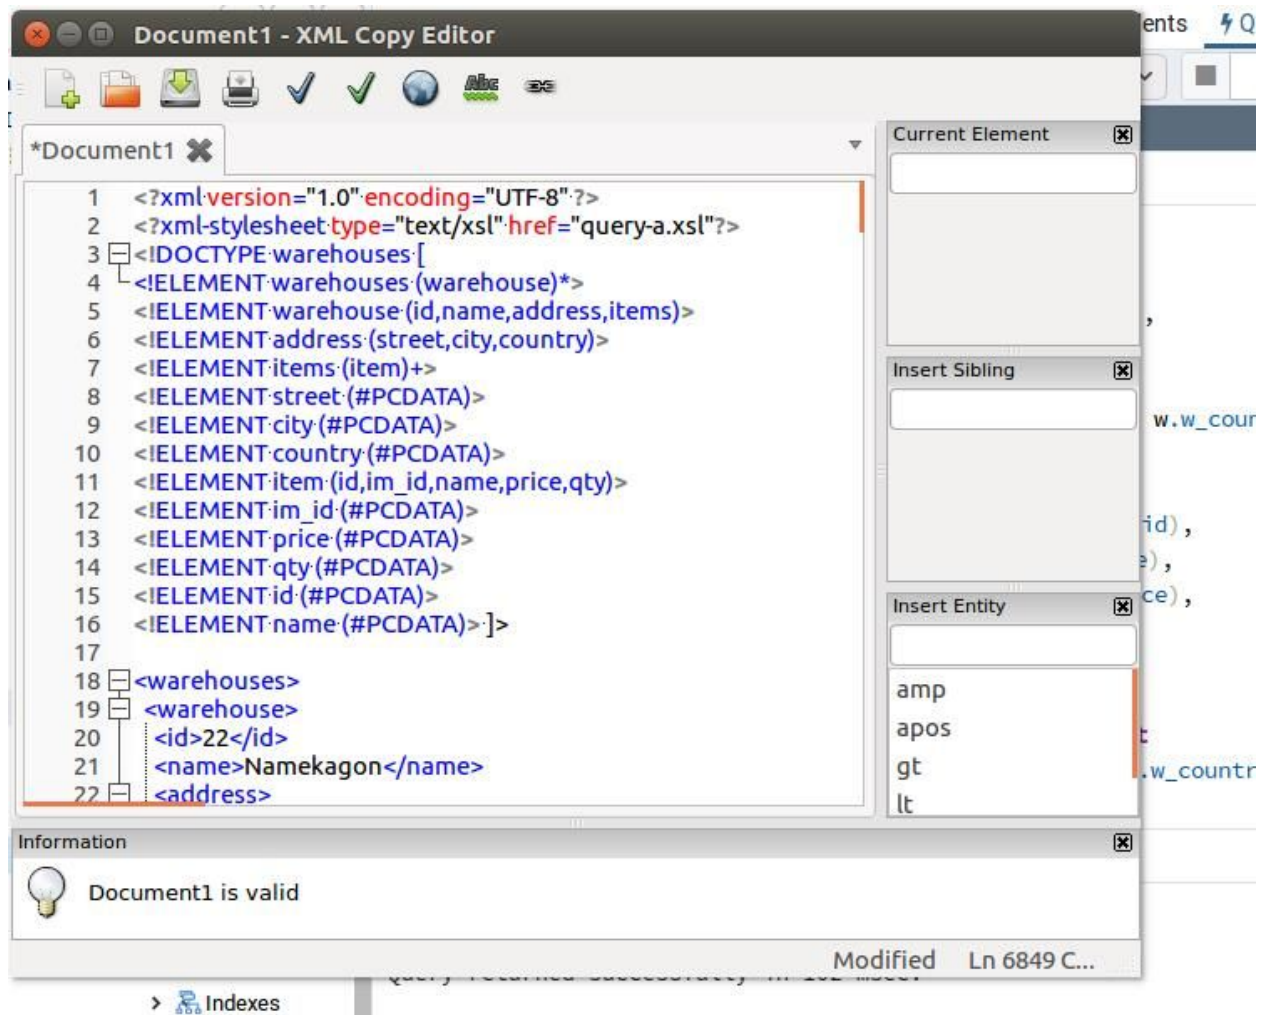 Document1 - XML Copy Editor
ents
Abc
*Document1
1 <?xml version="1.0" encoding="UTF-8" ?>
2 <?xml-stylesheet type="text/xsl" href="query-a.xsl"?>
3 <!DOCTYPE warehouses [
4 <!ELEMENT warehouses (warehouse)*>
5 <!ELEMENT warehouse (id,name,address,items)>
6 <!ELEMENT address (street,city,country)>
7 <!ELEMENT items (item)+>
8 <!ELEMENT street (#PCDATA)>
9 <!ELEMENT city (#PCDATA)>
10 <!ELEMENT country (#PCDATA)>
11 <!ELEMENT item (id,im_id,name,price,qty)>
12 <!ELEMENT im_id (#PCDATA)>
13 <!ELEMENT price (#PCDATA)>
14 <!ELEMENT qty (#PCDATA)>
15 <!ELEMENT id (#PCDATA)>
16 <!ELEMENT name (#PCDATA)> ]>
17
18 <warehouses>
19 <warehouse>
20 <id>22</id>
21 <name>Namekagon</name>
22 <address>
Current Element
Insert Sibling
Insert Entity
amp
apos
gt
lt
Q
,
w.w_cour
id),
e),
ce),
t
.w_countr
Information
Document1 is valid
Modified Ln 6849 C...
Indexes